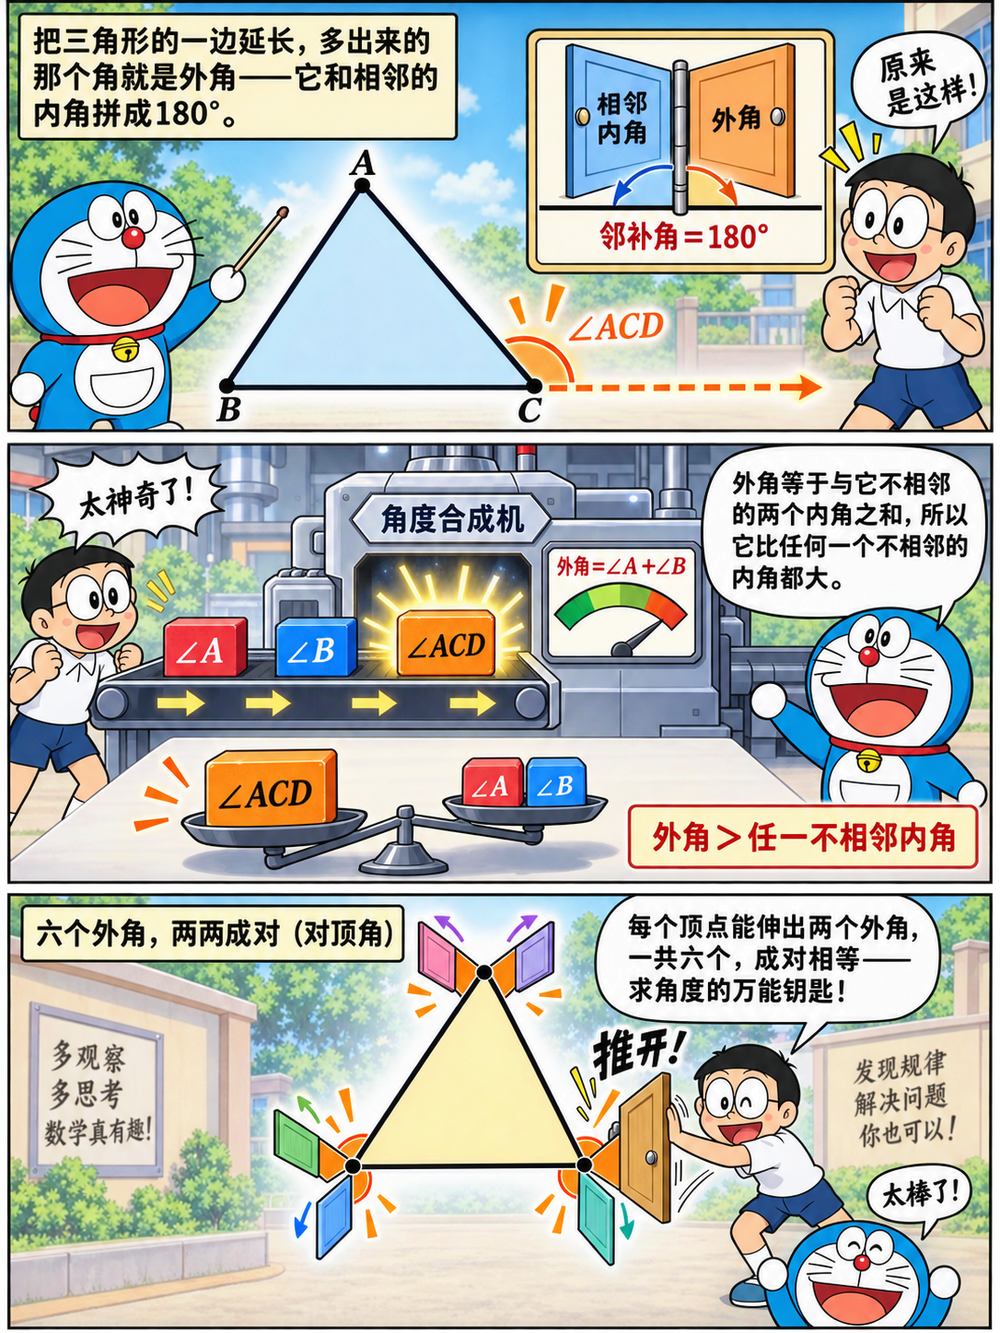 把三角形的一边延长，多出来的
那个角就是外角——它和相邻的
内角拼成180°。
相邻
内角
外角
邻补角＝180°
原来
是这样！
A
B
C
∠ACD
太神奇了！
角度合成机
外角=∠A+∠B
外角等于与它不相邻
的两个内角之和，所以
它比任何一个不相邻的
内角都大。
∠A
∠B
∠ACD
∠ACD
∠A
∠B
外角＞任一不相邻内角
六个外角，两两成对（对顶角）
每个顶点能伸出两个外角，
一共六个，成对相等——
求角度的万能钥匙！
推开！
多观察
多思考
数学真有趣！
发现规律
解决问题
你也可以！
太棒了！